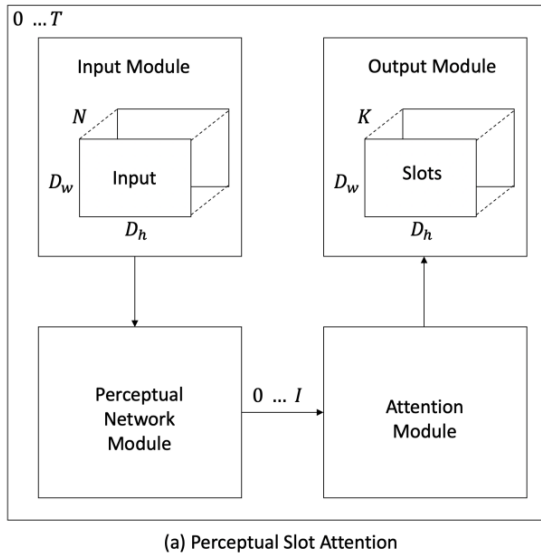 0 ... T
Input Module
N
Input
D_w
D_h
Output Module
K
Slots
D_w
D_h
Perceptual
Network
Module
0 ... I
Attention
Module
(a) Perceptual Slot Attention